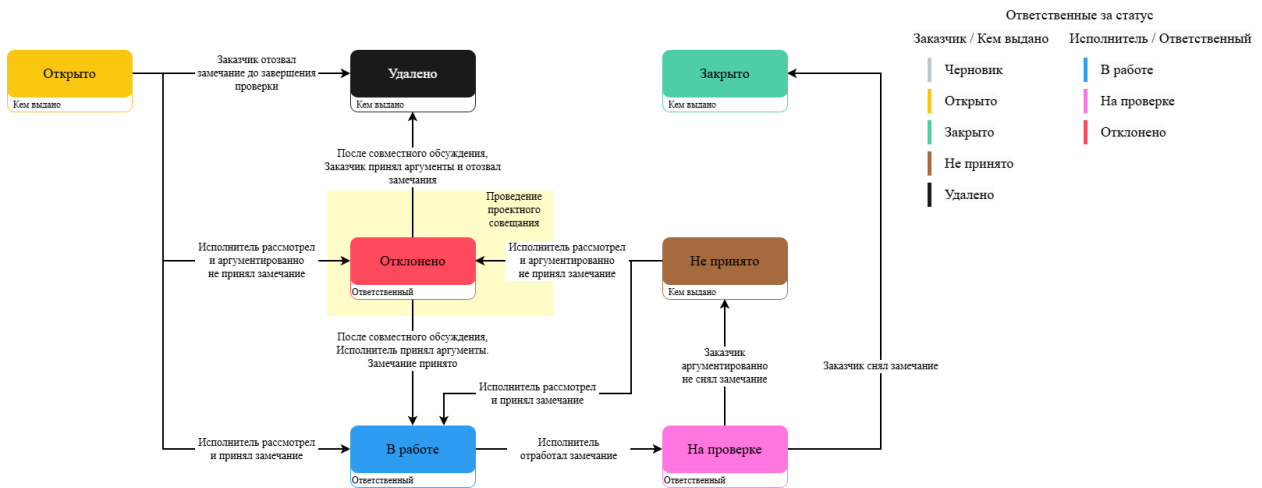 Ответственные за статус
Заказчик / Кем выдано
Исполнитель / Ответственный
Черновик
Открыто
Закрыто
Не принято
Удалено
В работе
На проверке
Отклонено
Открыто
Кем выдано
Заказчик отозвал
замечание до завершения
проверки
Удалено
Кем выдано
Закрыто
Кем выдано
После совместного обсуждения,
Заказчик принял аргументы и отозвал
замечания
Проведение
проектного
совещания
Исполнитель рассмотрел
и аргументированно
не принял замечание
Отклонено
Ответственный
Исполнитель рассмотрел
и аргументированно
не принял замечание
Не принято
Кем выдано
После совместного обсуждения,
Исполнитель принял аргументы.
Замечание принято
Заказчик
аргументированно
не снял замечание
Заказчик снял замечание
Исполнитель рассмотрел
и принял замечание
Исполнитель рассмотрел
и принял замечание
В работе
Ответственный
Исполнитель
отработал замечание
На проверке
Ответственный